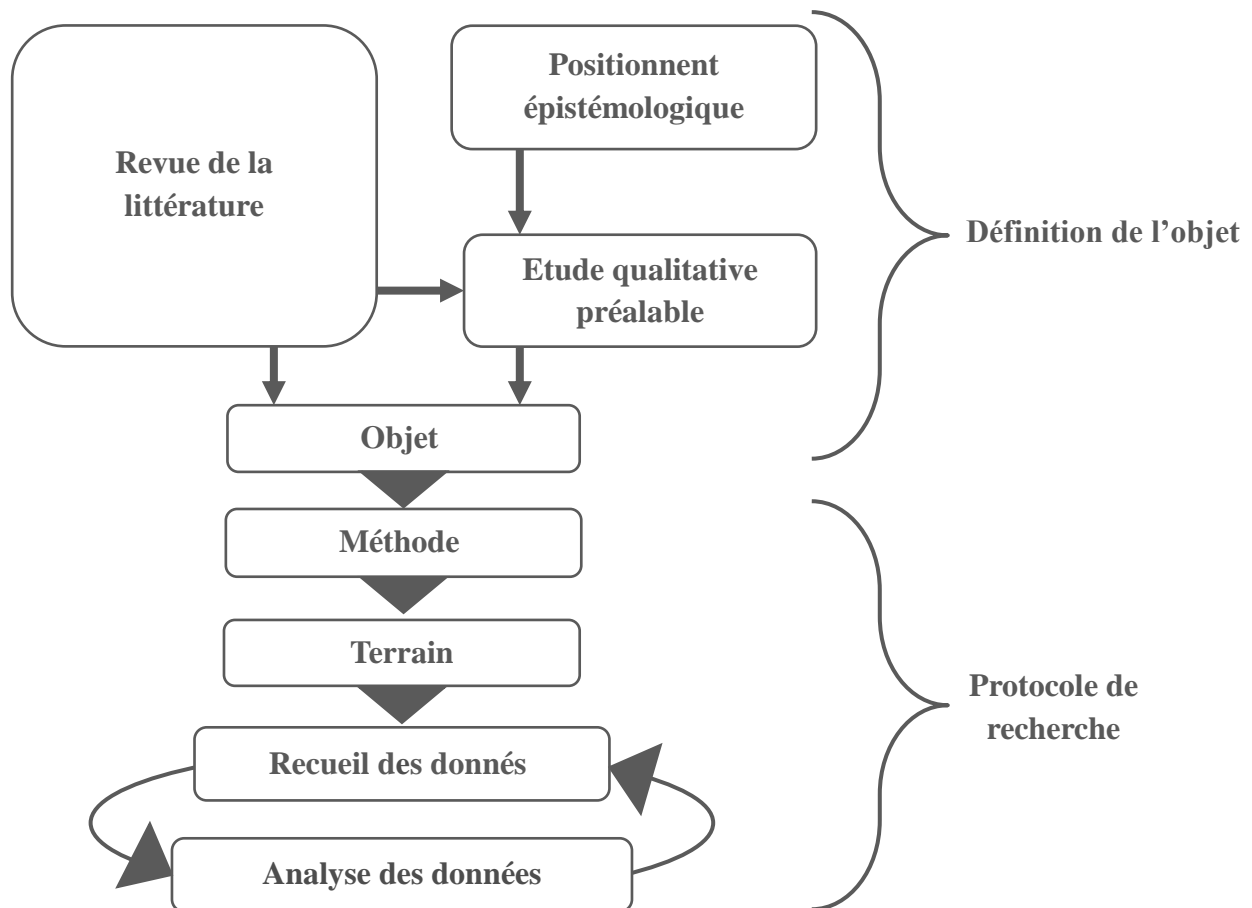 Positionnent
épistémologique
Revue de la
littérature
Définition de l’objet
Etude qualitative
préalable
Objet
Méthode
Terrain
Protocole de
recherche
Recueil des donnés
Analyse des données